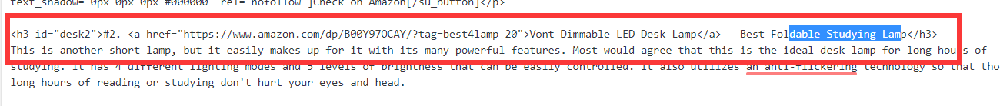 text_shadow="0px 0px 0px #000000" rel="nofollow"]Check on Amazon[/su_button]</p>
<h3 id="desk2">#2. <a href="https://www.amazon.com/dp/B00Y97OCAY/?tag=best4lamp-20">Vont Dimmable LED Desk Lamp</a> - Best Foldable Studying Lamp</h3>
This is another short lamp, but it easily makes up for it with its many powerful features. Most would agree that this is the ideal desk lamp for long hours of
studying. It has 4 different lighting modes and 5 levels of brightness that can be easily controlled. It also utilizes an anti-flickering technology so that tho
long hours of reading or studying don't hurt your eyes and head.